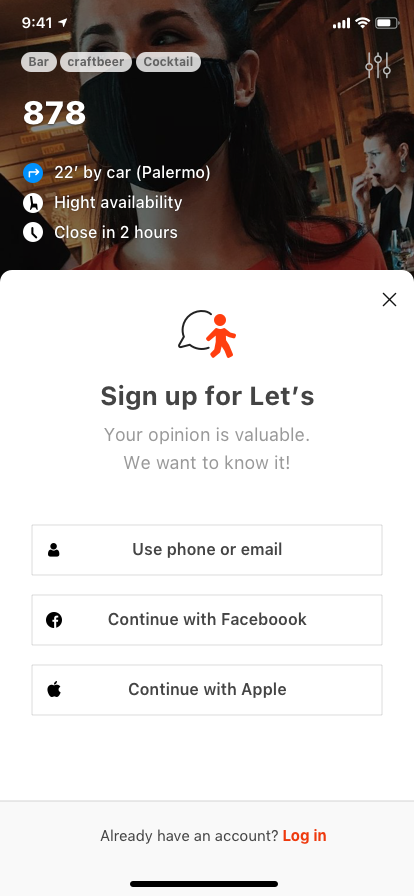 9:41
Bar craftbeer Cocktail
878
22’ by car (Palermo)
Hight availability
Close in 2 hours
Sign up for Let’s
Your opinion is valuable.
We want to know it!
Use phone or email
Continue with Faceboook
Continue with Apple
Already have an account? Log in